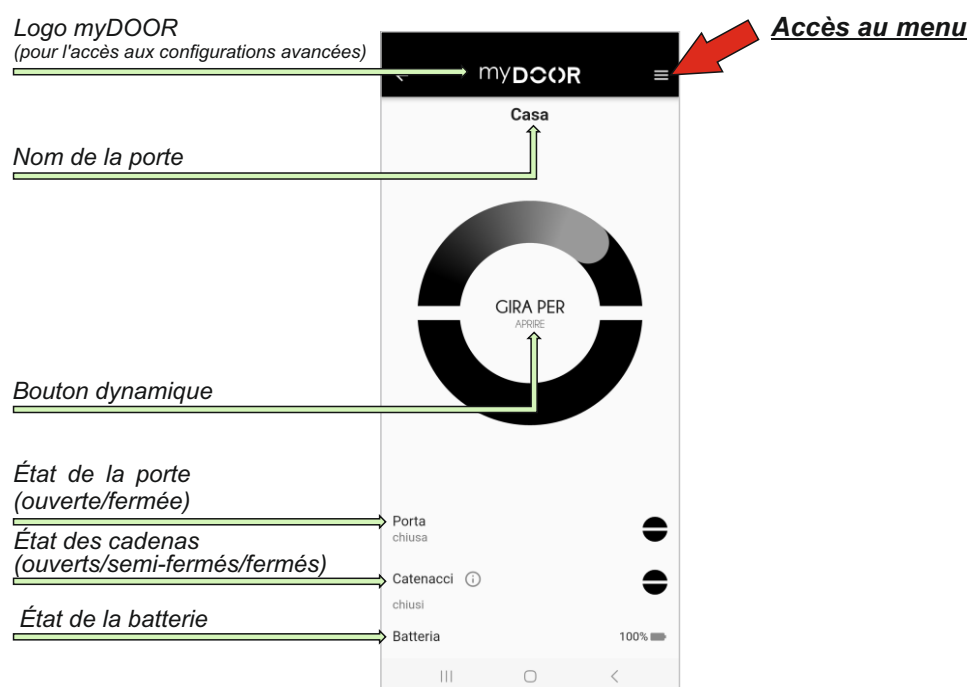 Logo myDOOR
(pour l'accès aux configurations avancées)
Accès au menu
myDOOR
Casa
Nom de la porte
GIRA PER
APRIRE
Bouton dynamique
État de la porte
(ouverte/fermée)
Porta
chiusa
État des cadenas
(ouverts/semi-fermés/fermés)
Catenacci
chiusi
État de la batterie
Batteria 100%